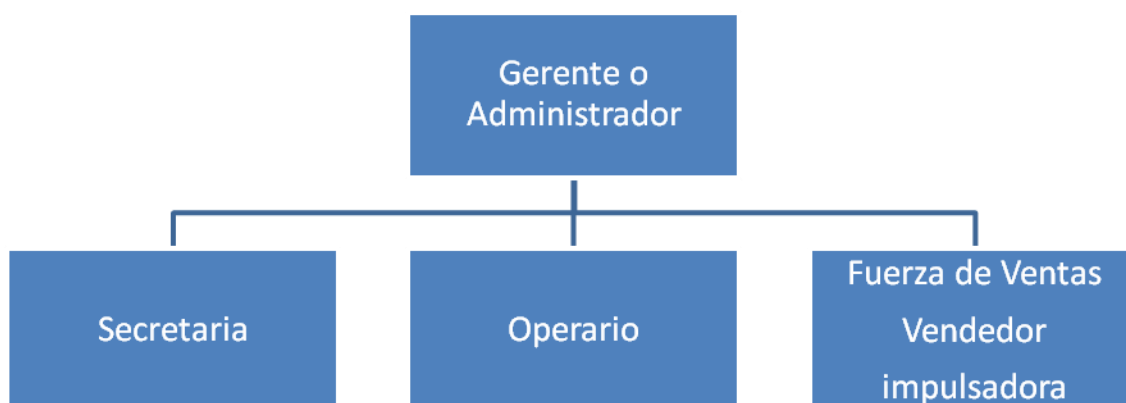 Gerente o
Administrador
Secretaria
Operario
Fuerza de Ventas
Vendedor
impulsadora